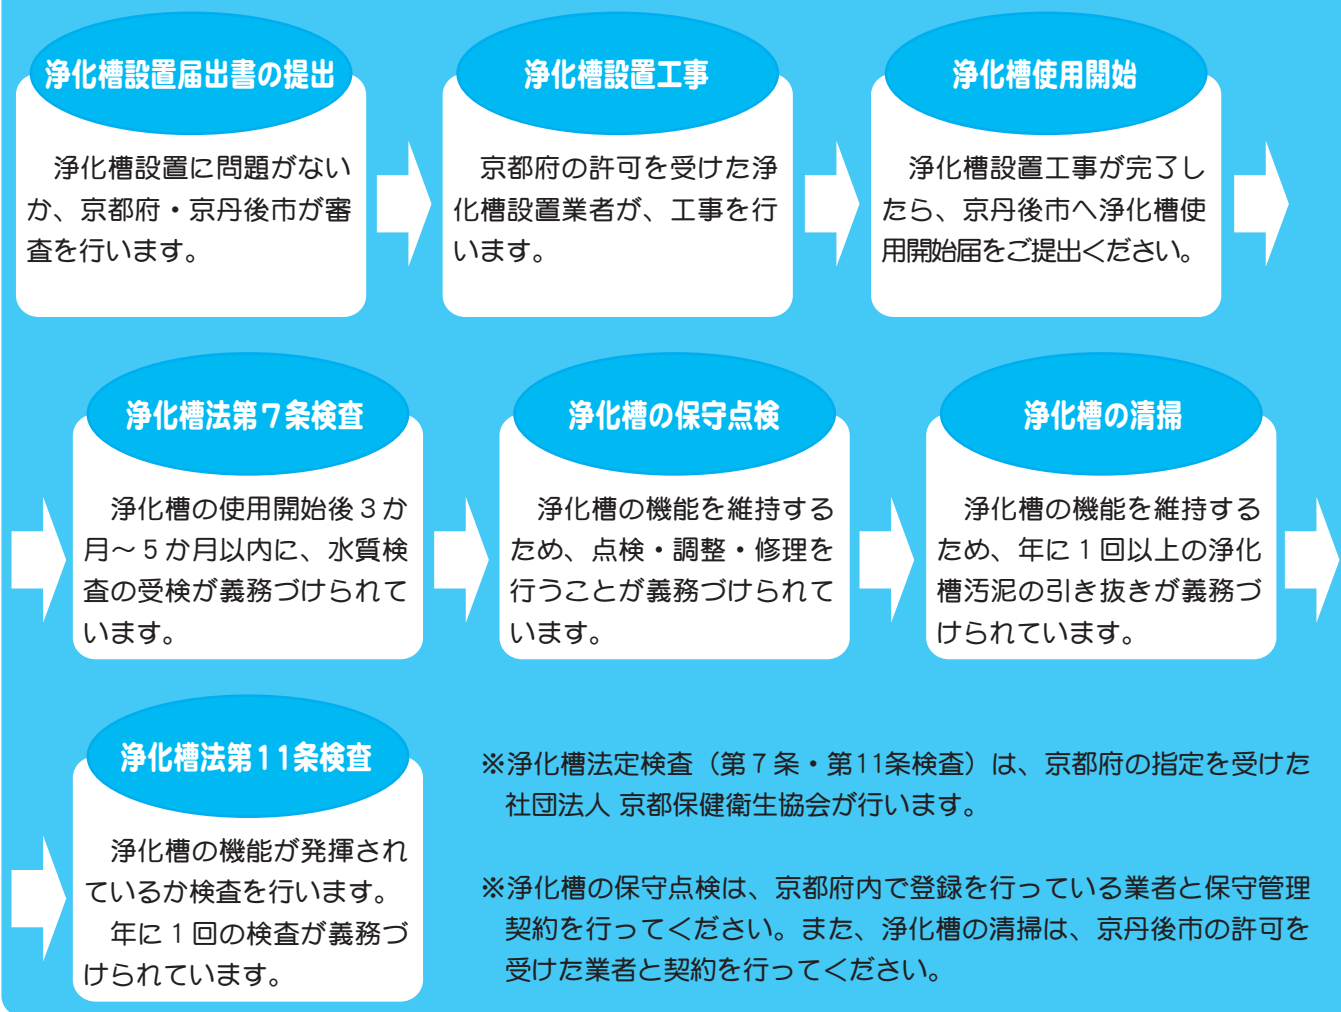 浄化槽設置届出書の提出
浄化槽設置に問題がない
か、京都府・京丹後市が審
査を行います。
浄化槽設置工事
京都府の許可を受けた浄
化槽設置業者が、工事を行
います。
浄化槽使用開始
浄化槽設置工事が完了し
たら、京丹後市へ浄化槽使
用開始届をご提出ください。
浄化槽法第７条検査
浄化槽の使用開始後３か
月～５か月以内に、水質検
査の受検が義務づけられて
います。
浄化槽の保守点検
浄化槽の機能を維持する
ため、点検・調整・修理を
行うことが義務づけられて
います。
浄化槽の清掃
浄化槽の機能を維持する
ため、年に１回以上の浄化
槽汚泥の引き抜きが義務づ
けられています。
浄化槽法第11条検査
浄化槽の機能が発揮され
ているか検査を行います。
年に１回の検査が義務づ
けられています。
※浄化槽法定検査（第７条・第11条検査）は、京都府の指定を受けた
社団法人 京都保健衛生協会が行います。
※浄化槽の保守点検は、京都府内で登録を行っている業者と保守管理
契約を行ってください。また、浄化槽の清掃は、京丹後市の許可を
受けた業者と契約を行ってください。